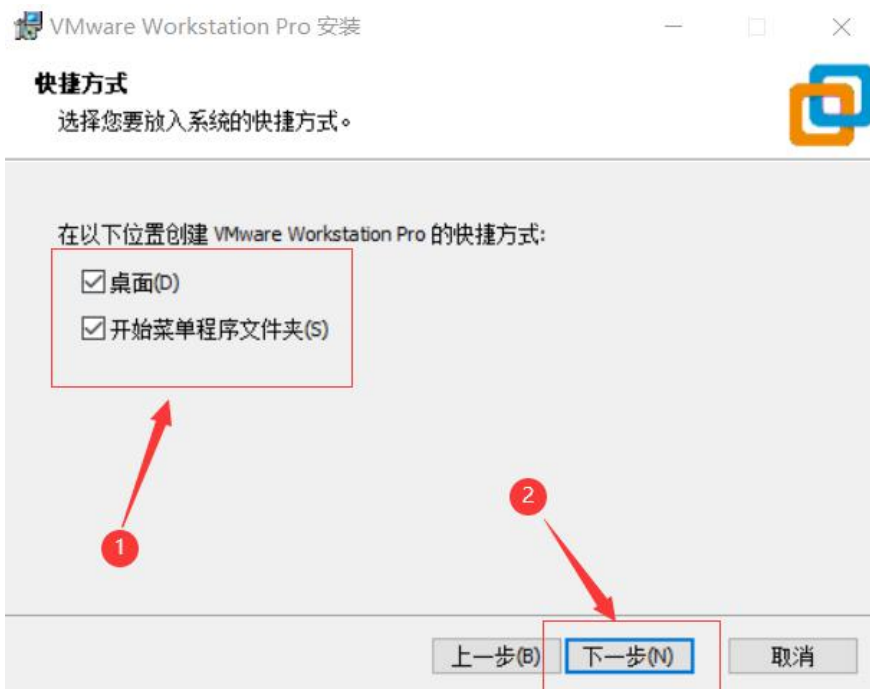 VMware Workstation Pro 安装
快捷方式
选择您要放入系统的快捷方式。
在以下位置创建 VMware Workstation Pro 的快捷方式:
桌面(D)
开始菜单程序文件夹(S)
2
1
上一步(B) 下一步(N) 取消